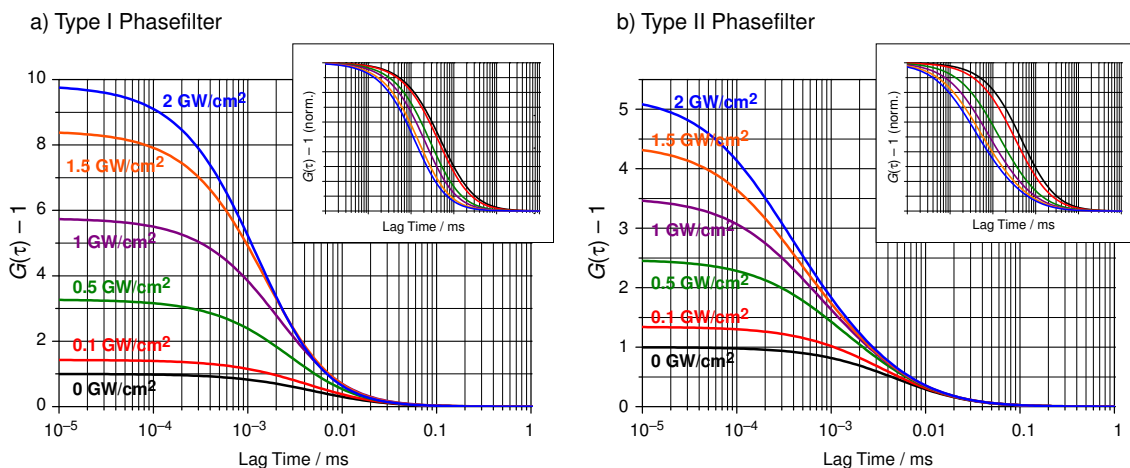 a) Type I Phasefilter
G(τ) − 1
10
8
6
4
2
0
2 GW/cm²
1.5 GW/cm²
1 GW/cm²
0.5 GW/cm²
0.1 GW/cm²
0 GW/cm²
10⁻⁵
10⁻⁴
10⁻³
0.01
0.1
1
Lag Time / ms
G(τ) − 1 (norm.)
Lag Time / ms
b) Type II Phasefilter
G(τ) − 1
5
4
3
2
1
0
2 GW/cm²
1.5 GW/cm²
1 GW/cm²
0.5 GW/cm²
0.1 GW/cm²
0 GW/cm²
10⁻⁵
10⁻⁴
10⁻³
0.01
0.1
1
Lag Time / ms
G(τ) − 1 (norm.)
Lag Time / ms